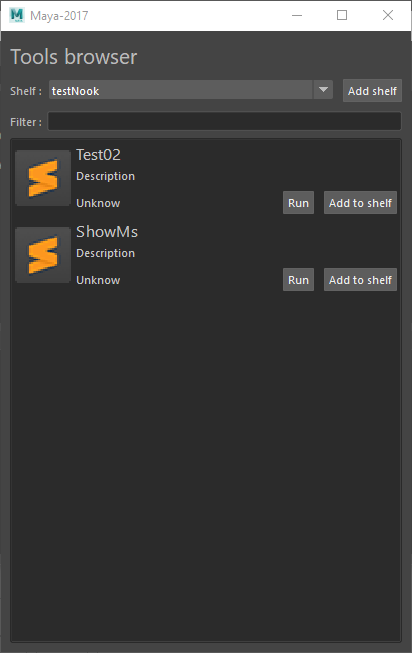 Maya-2017
Tools browser
Shelf : testNook Add shelf
Filter :
Test02
Description
Unknow Run Add to shelf
ShowMs
Description
Unknow Run Add to shelf